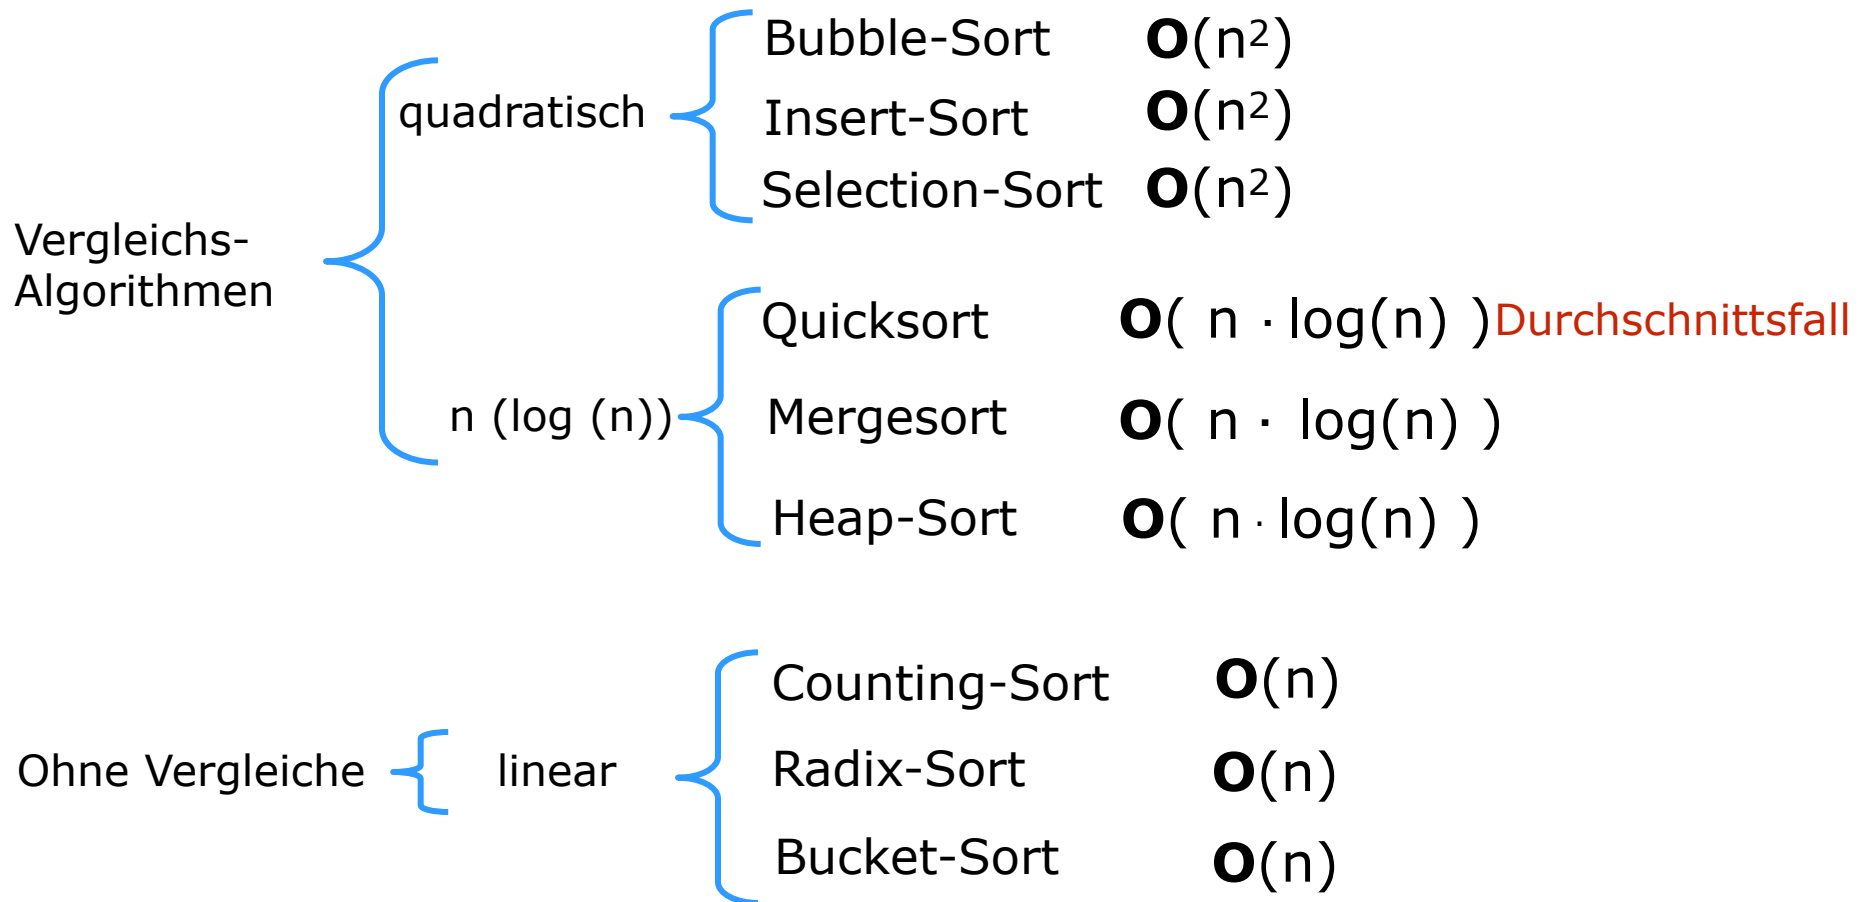 Vergleichs-
Algorithmen
quadratisch
Bubble-Sort O(n²)
Insert-Sort O(n²)
Selection-Sort O(n²)
n (log (n))
Quicksort O( n · log(n) ) Durchschnittsfall
Mergesort O( n · log(n) )
Heap-Sort O( n · log(n) )
Ohne Vergleiche
linear
Counting-Sort O(n)
Radix-Sort O(n)
Bucket-Sort O(n)